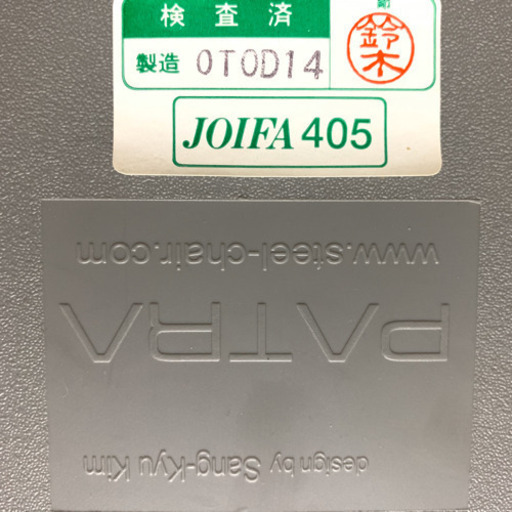 検査済
製造 0T0D14
鈴木
JOIFA 405
design by Sang-Kyu Kim
PATRA
www.steel-chair.com